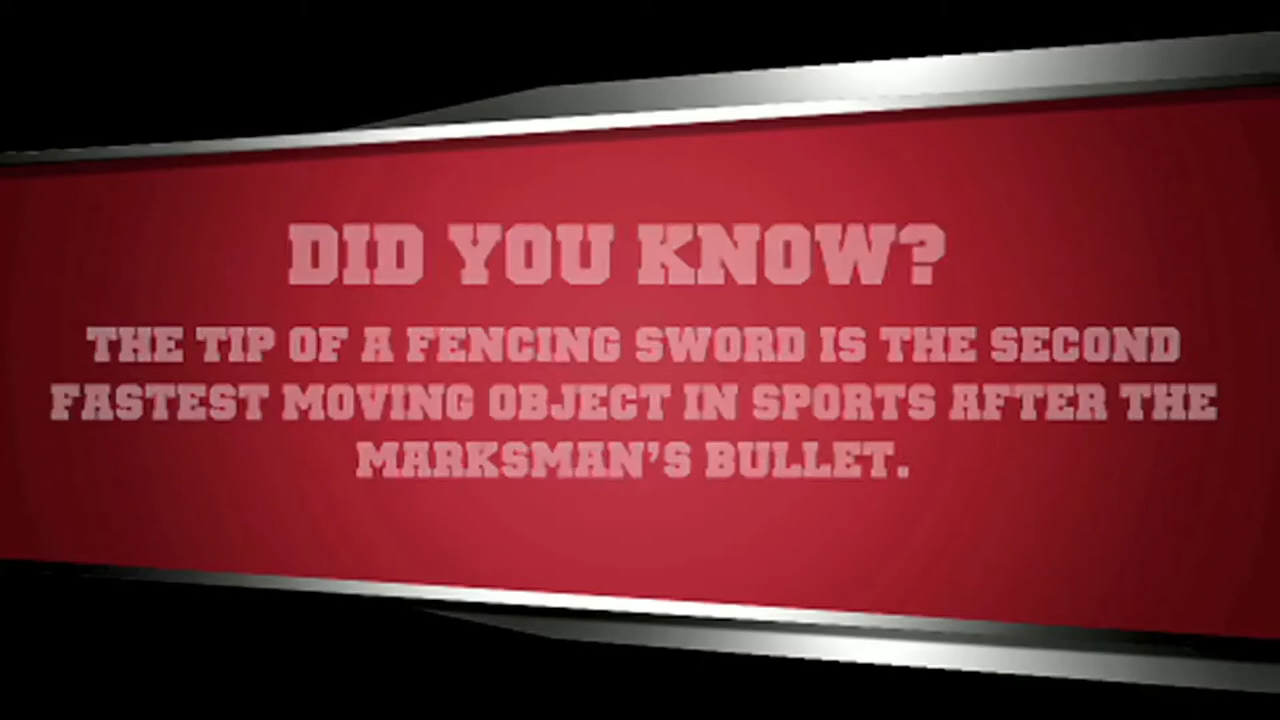 DID YOU KNOW?
THE TIP OF A FENCING SWORD IS THE SECOND
FASTEST MOVING OBJECT IN SPORTS AFTER THE
MARKSMAN'S BULLET.